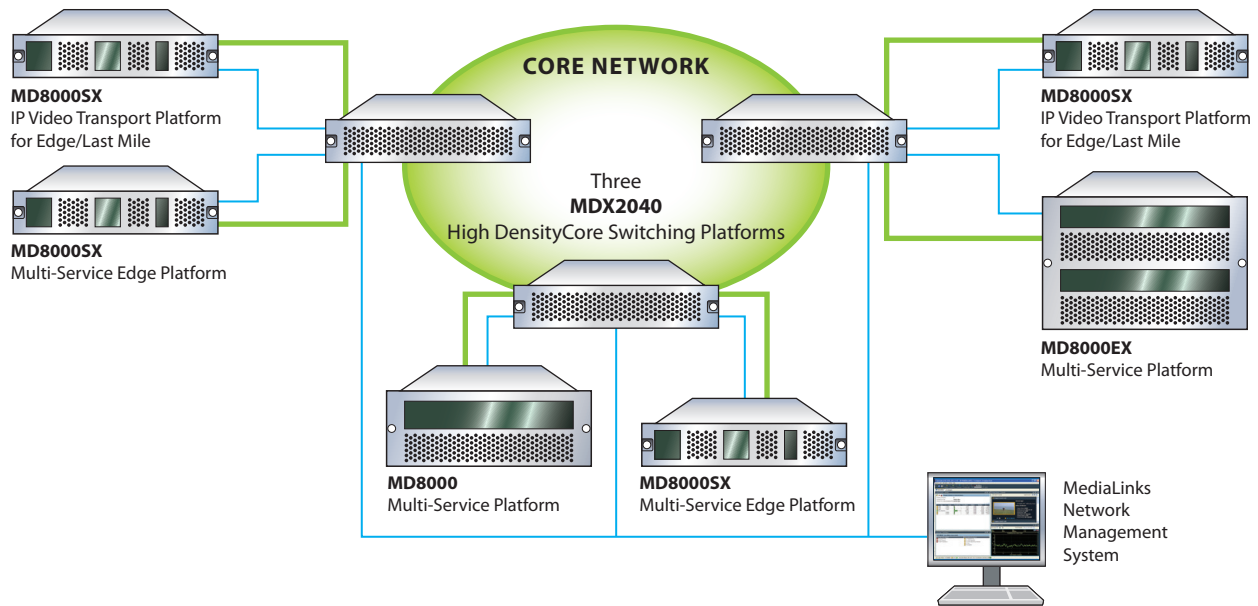 CORE NETWORK
MD8000SX
IP Video Transport Platform
for Edge/Last Mile
MD8000SX
IP Video Transport Platform
for Edge/Last Mile
Three
MDX2040
High DensityCore Switching Platforms
MD8000SX
Multi-Service Edge Platform
MD8000EX
Multi-Service Platform
MD8000
Multi-Service Platform
MD8000SX
Multi-Service Edge Platform
MediaLinks
Network
Management
System